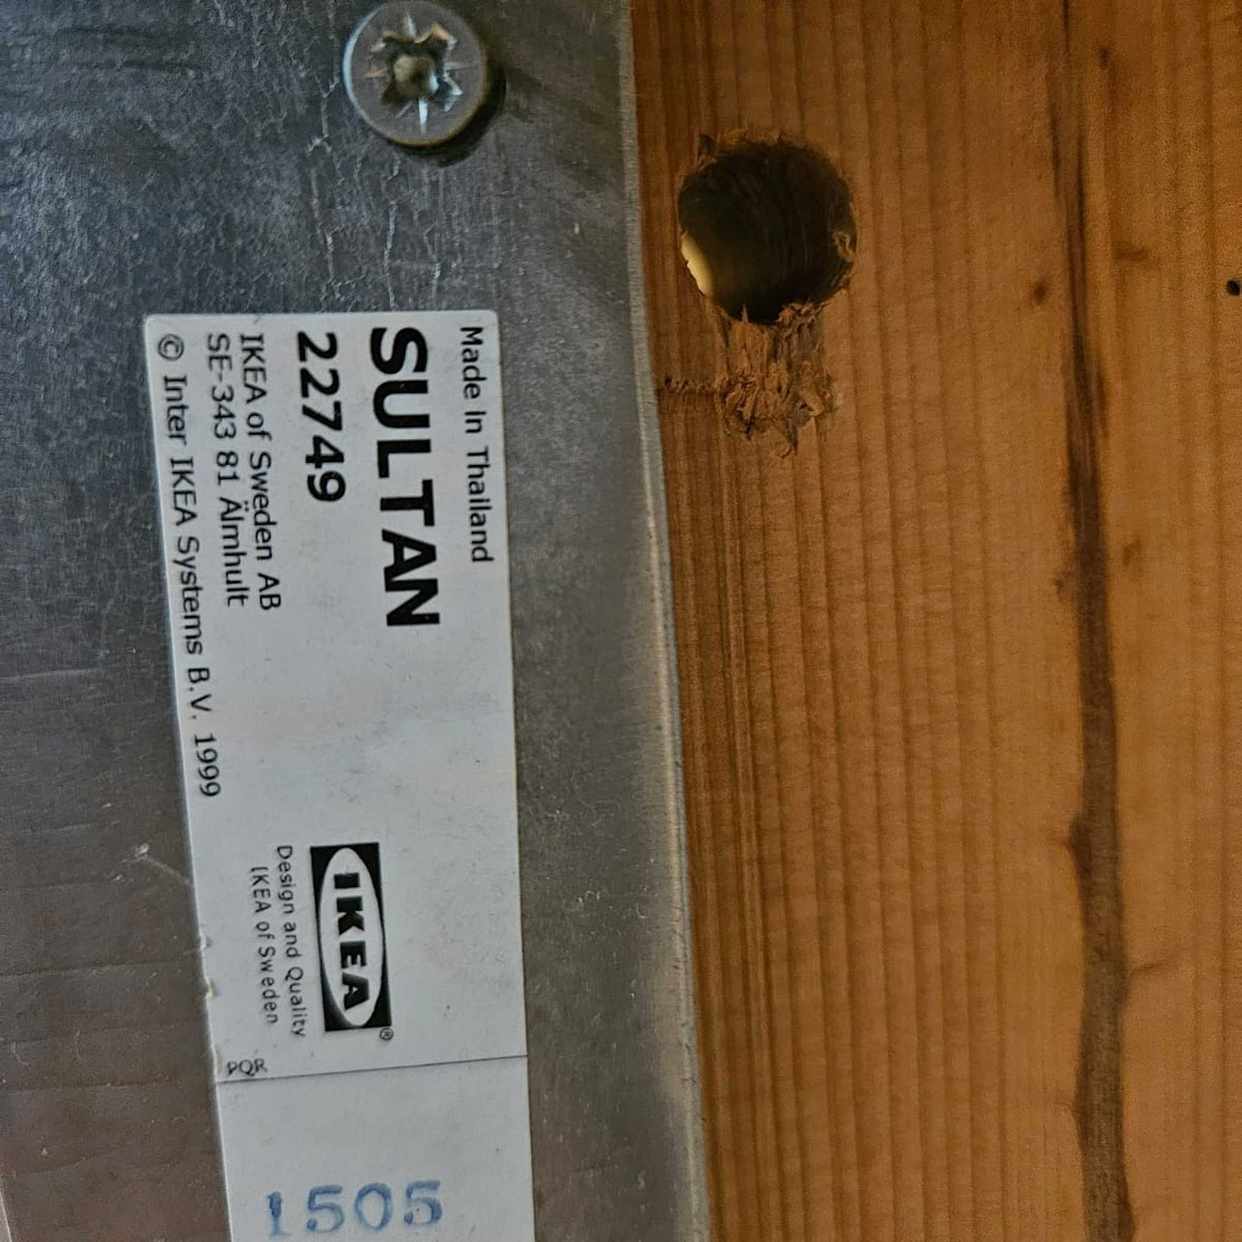 Made in Thailand
SULTAN
22749
IKEA of Sweden AB
SE-343 81 Älmhult
© Inter IKEA Systems B.V. 1999
IKEA®
Design and Quality
IKEA of Sweden
PQR
1505